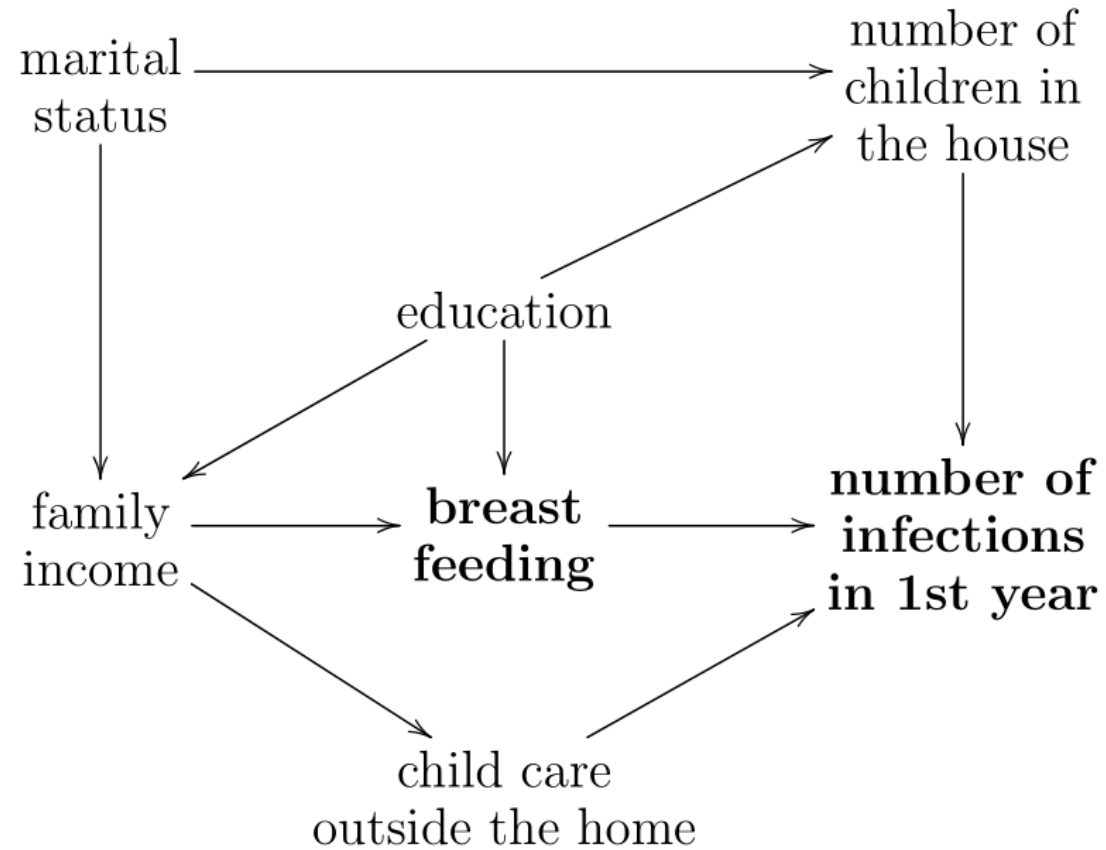 marital
status
number of
children in
the house
education
family
income
breast
feeding
number of
infections
in 1st year
child care
outside the home